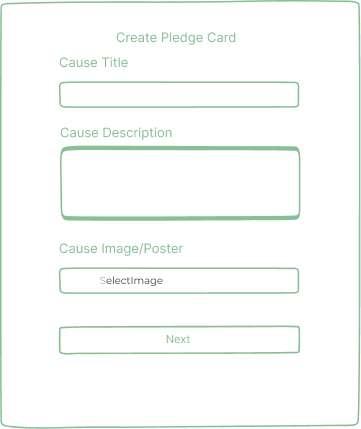 Create Pledge Card
Cause Title
Cause Description
Cause Image/Poster
SelectImage
Next